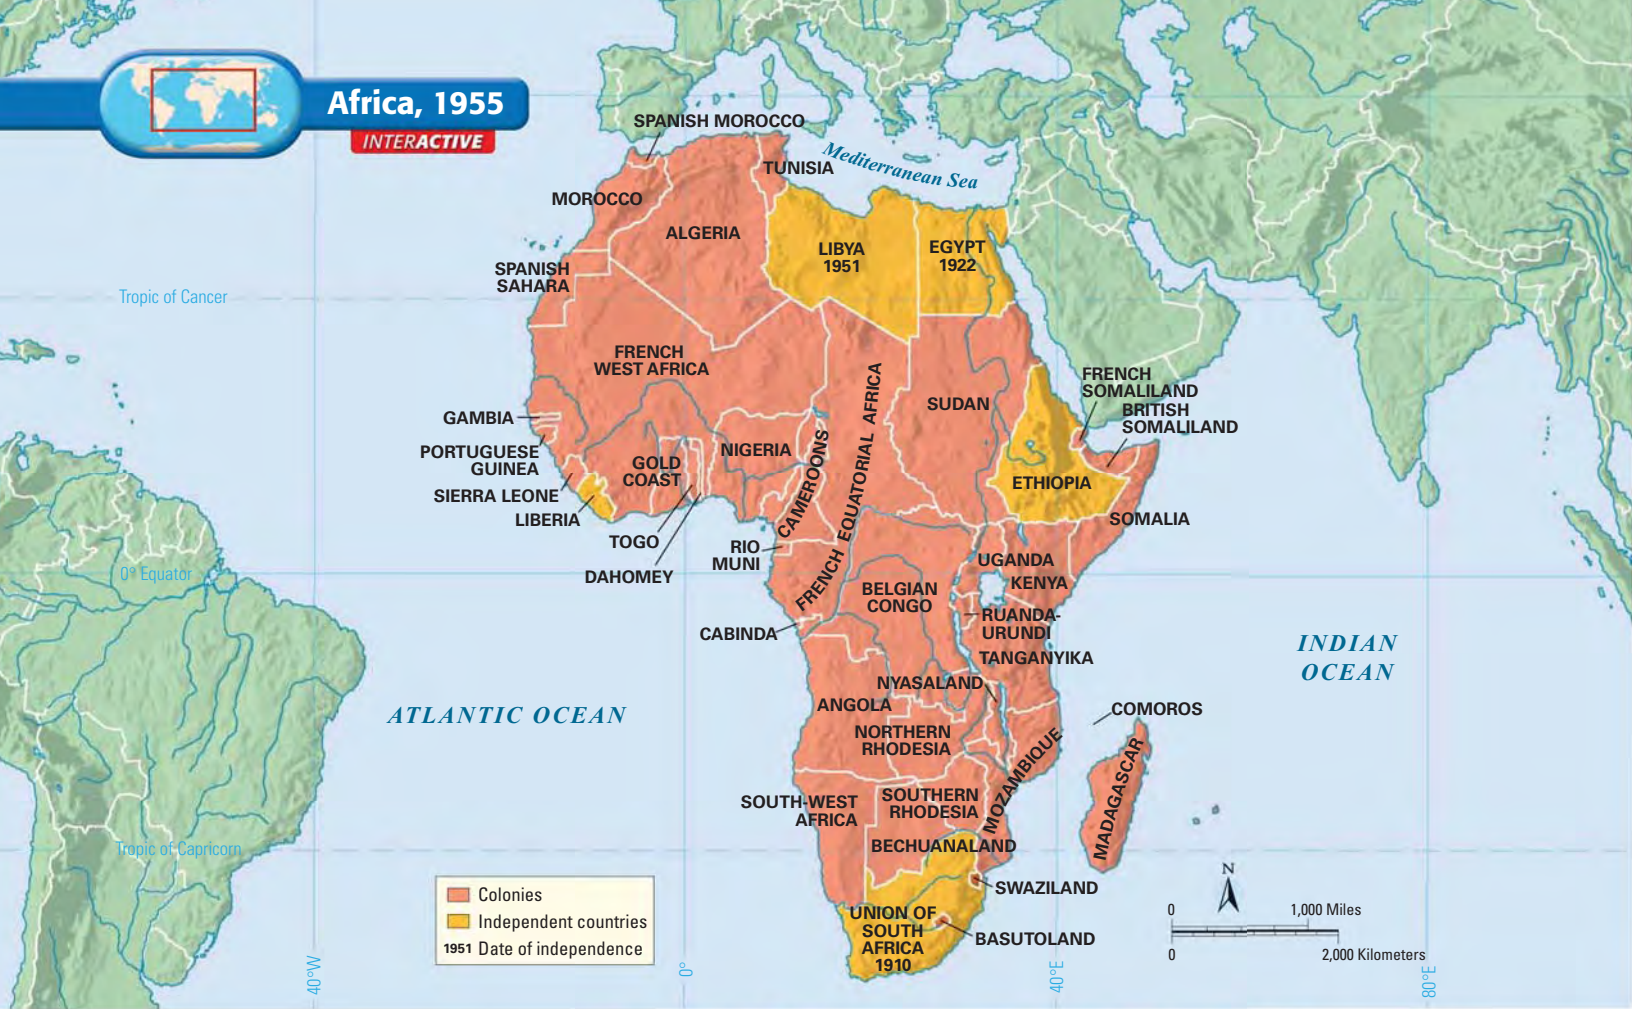 Africa, 1955
INTERACTIVE
SPANISH MOROCCO
Mediterranean Sea
TUNISIA
MOROCCO
ALGERIA
LIBYA
1951
EGYPT
1922
SPANISH
SAHARA
Tropic of Cancer
FRENCH
WEST AFRICA
FRENCH
SOMALILAND
BRITISH
SOMALILAND
SUDAN
GAMBIA
PORTUGUESE
GUINEA
NIGERIA
GOLD
COAST
CAMEROONS
FRENCH EQUATORIAL AFRICA
ETHIOPIA
SIERRA LEONE
LIBERIA
SOMALIA
TOGO
RIO
MUNI
DAHOMEY
0° Equator
UGANDA
KENYA
BELGIAN
CONGO
RUANDA-
URUNDI
CABINDA
TANGANYIKA
INDIAN
OCEAN
NYASALAND
ANGOLA
ATLANTIC OCEAN
COMOROS
NORTHERN
RHODESIA
MOZAMBIQUE
MADAGASCAR
SOUTH-WEST
AFRICA
SOUTHERN
RHODESIA
BECHUANALAND
Tropic of Capricorn
SWAZILAND
UNION OF
SOUTH
AFRICA
1910
BASUTOLAND
Colonies
Independent countries
1951 Date of independence
N
0 1,000 Miles
0 2,000 Kilometers
40°W
0°
40°E
80°E